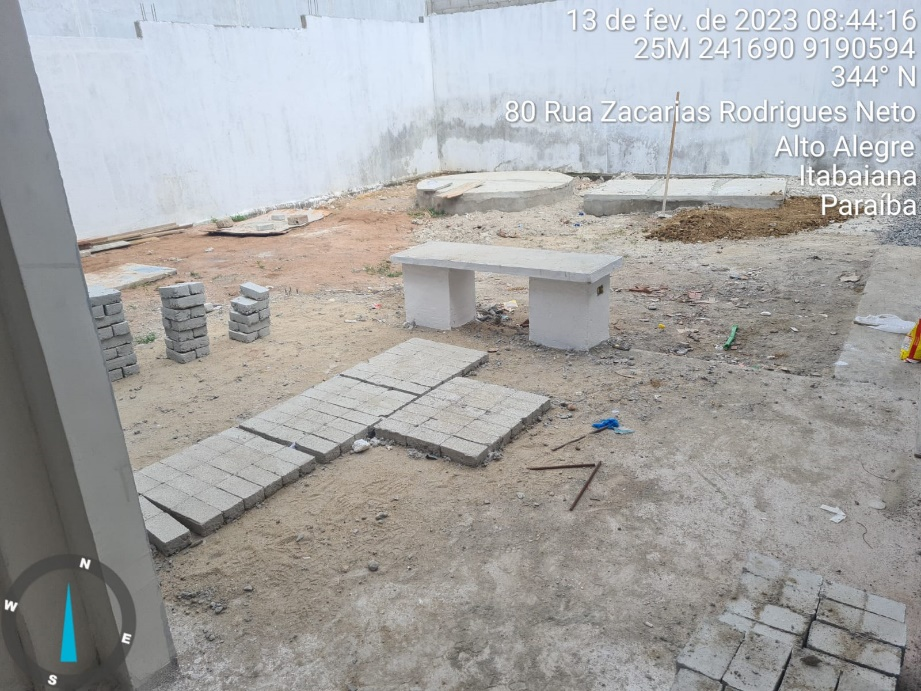 13 de fev. de 2023 08:44:16
25M 241690 9190594
344° N
80 Rua Zacarias Rodrigues Neto
Alto Alegre
Itabaiana
Paraíba
N
W
E
S